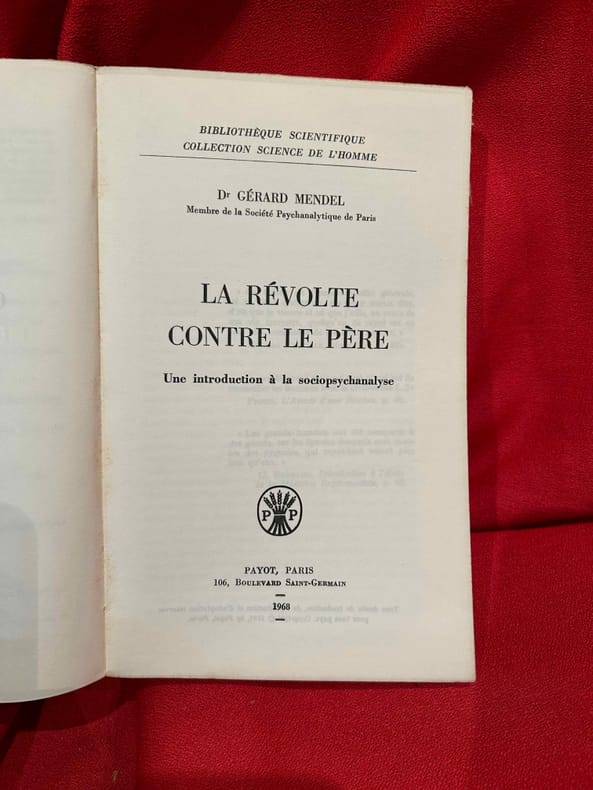 BIBLIOTHÈQUE SCIENTIFIQUE
COLLECTION SCIENCE DE L'HOMME
Dr GÉRARD MENDEL
Membre de la Société Psychanalytique de Paris
LA RÉVOLTE
CONTRE LE PÈRE
Une introduction à la sociopsychanalyse
P P
PAYOT, PARIS
106, BOULEVARD SAINT-GERMAIN
1968